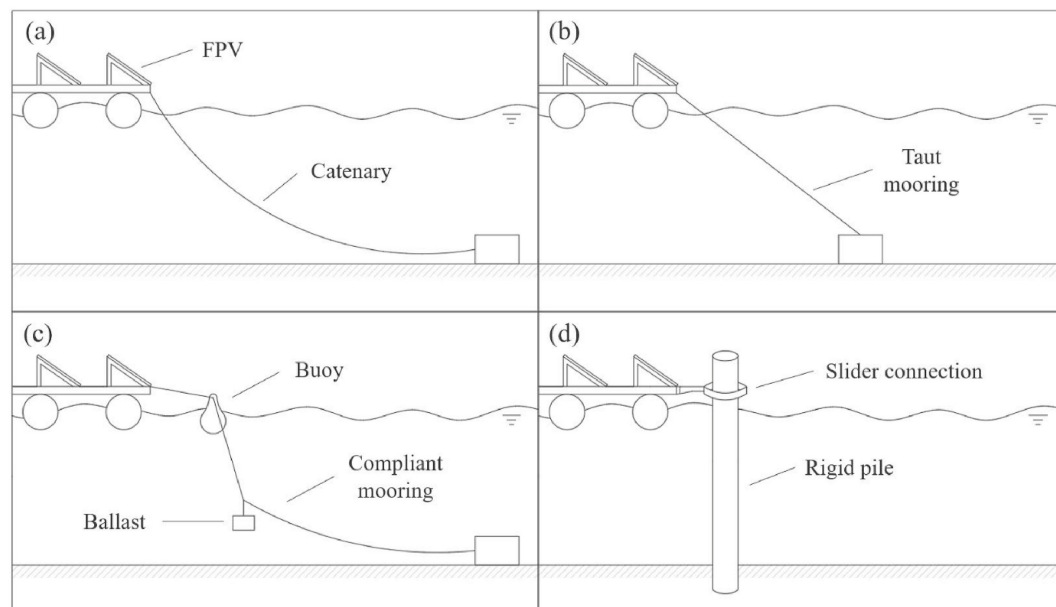 (a)
FPV
Catenary
(b)
Taut
mooring
(c)
Buoy
Compliant
mooring
Ballast
(d)
Slider connection
Rigid pile